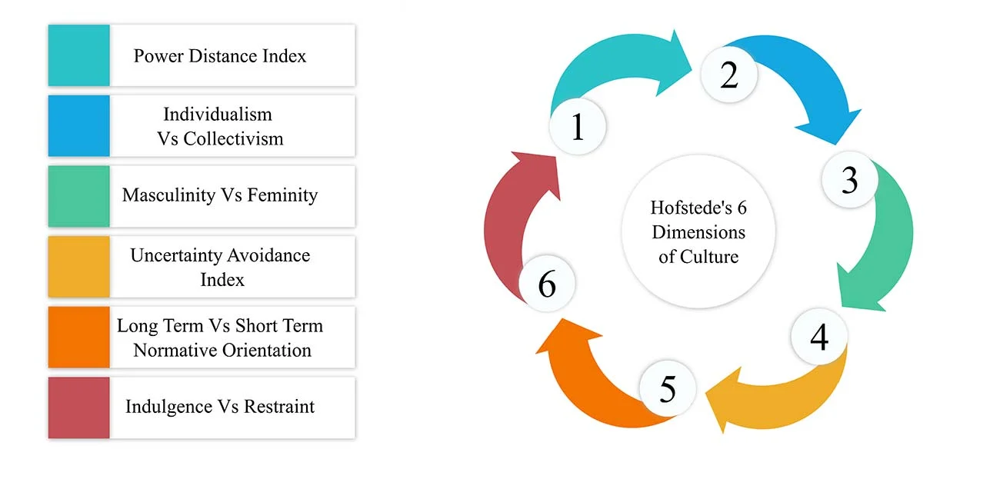 Power Distance Index
Individualism
Vs Collectivism
Masculinity Vs Feminity
Uncertainty Avoidance
Index
Long Term Vs Short Term
Normative Orientation
Indulgence Vs Restraint
1
2
3
4
5
6
Hofstede's 6
Dimensions
of Culture